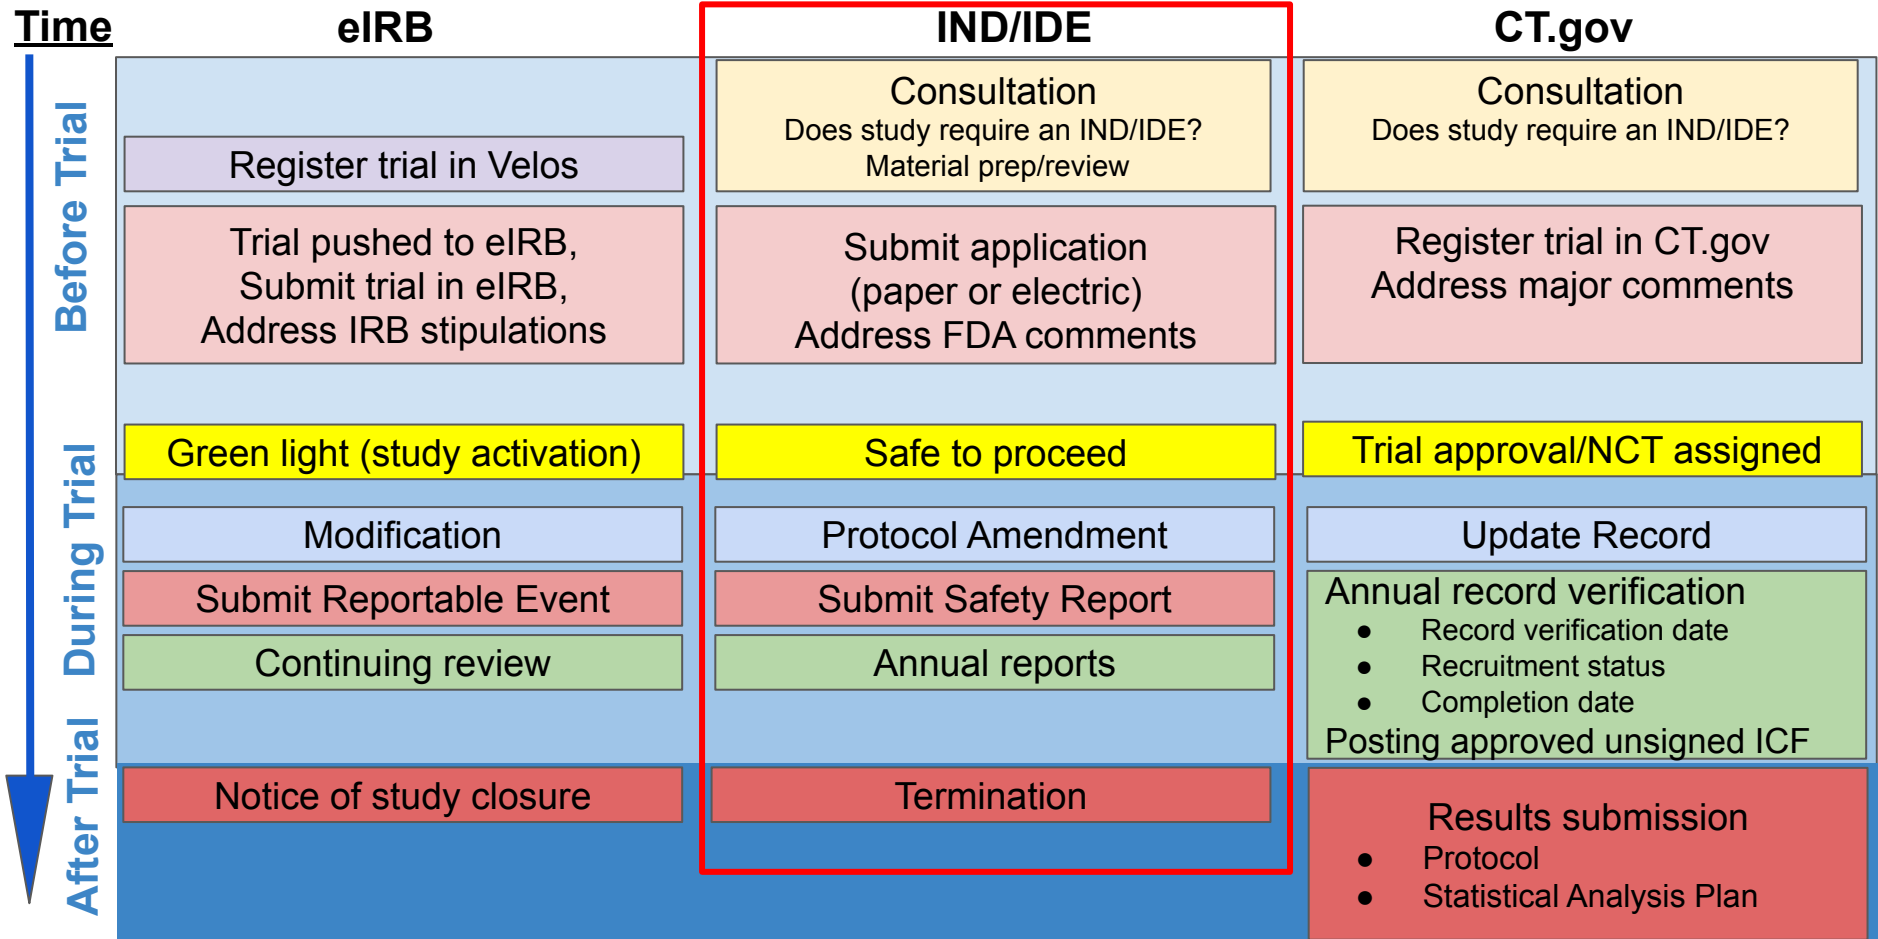 Time
eIRB
IND/IDE
CT.gov
Before Trial
Register trial in Velos
Consultation
Does study require an IND/IDE?
Material prep/review
Consultation
Does study require an IND/IDE?
Trial pushed to eIRB,
Submit trial in eIRB,
Address IRB stipulations
Submit application
(paper or electric)
Address FDA comments
Register trial in CT.gov
Address major comments
Green light (study activation)
Safe to proceed
Trial approval/NCT assigned
During Trial
Modification
Protocol Amendment
Update Record
Submit Reportable Event
Submit Safety Report
Continuing review
Annual reports
Annual record verification
● Record verification date
● Recruitment status
● Completion date
Posting approved unsigned ICF
After Trial
Notice of study closure
Termination
Results submission
● Protocol
● Statistical Analysis Plan